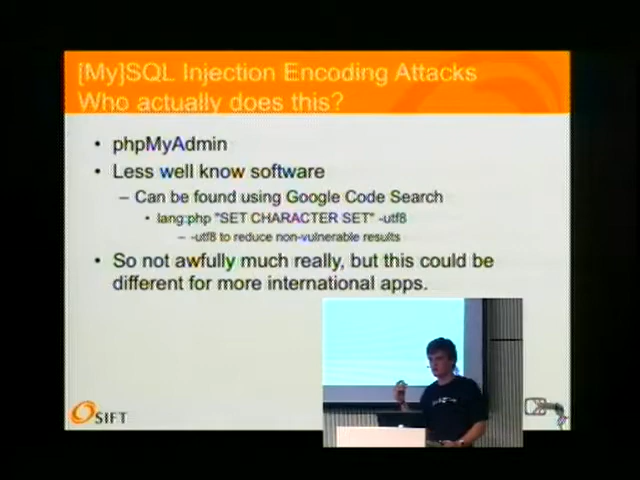 [My]SQL Injection Encoding Attacks
Who actually does this?
• phpMyAdmin
• Less well know software
– Can be found using Google Code Search
• lang:php "SET CHARACTER SET" -utf8
– -utf8 to reduce non-vulnerable results
• So not awfully much really, but this could be
different for more international apps.
SIFT